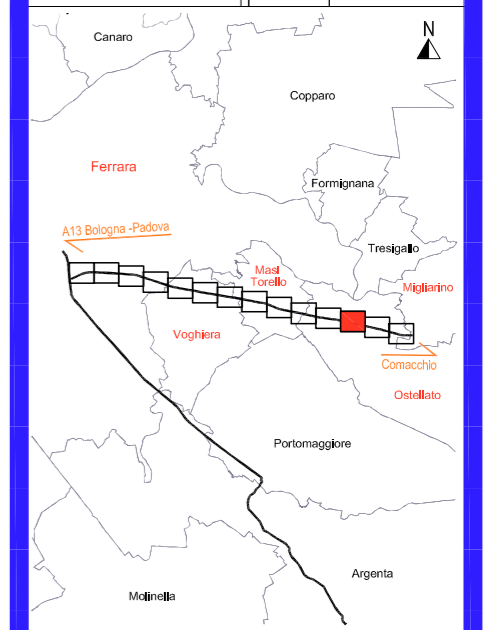 Canaro
N
Copparo
Ferrara
Formignana
A13 Bologna -Padova
Tresigallo
Masi
Torello
Migliarino
Voghiera
Comacchio
Ostellato
Portomaggiore
Argenta
Molinella